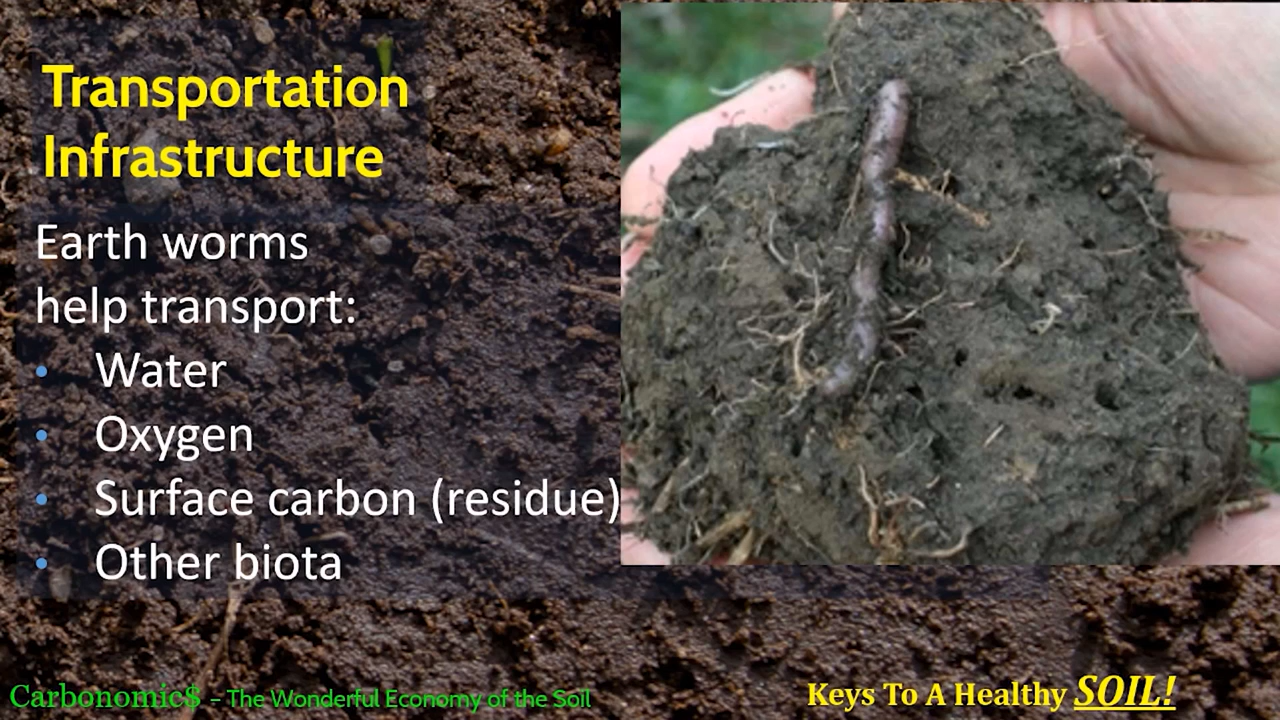 Transportation
Infrastructure
Earth worms
help transport:
• Water
• Oxygen
• Surface carbon (residue)
• Other biota
Carbonomic$ – The Wonderful Economy of the Soil
Keys To A Healthy SOIL!